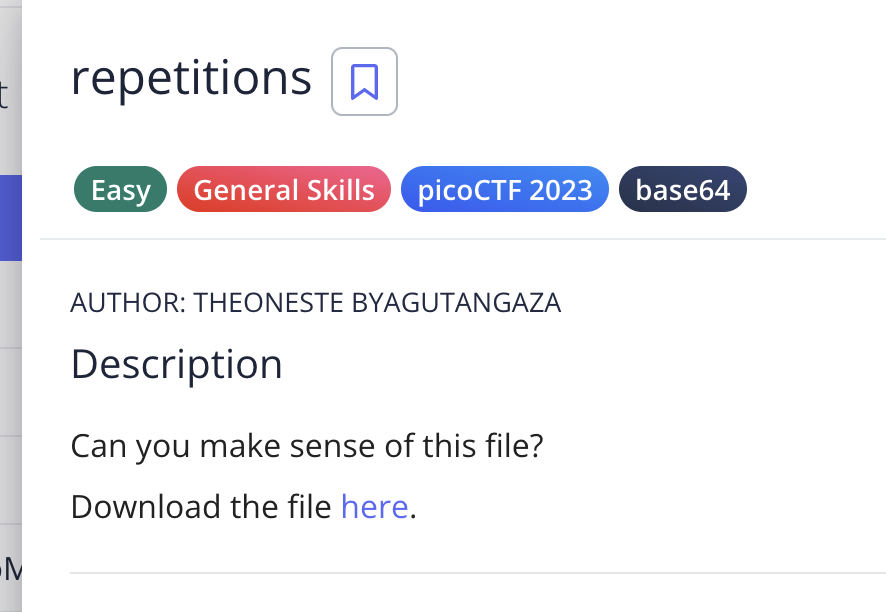 repetitions
Easy General Skills picoCTF 2023 base64
AUTHOR: THEONESTE BYAGUTANGAZA
Description
Can you make sense of this file?
Download the file here.